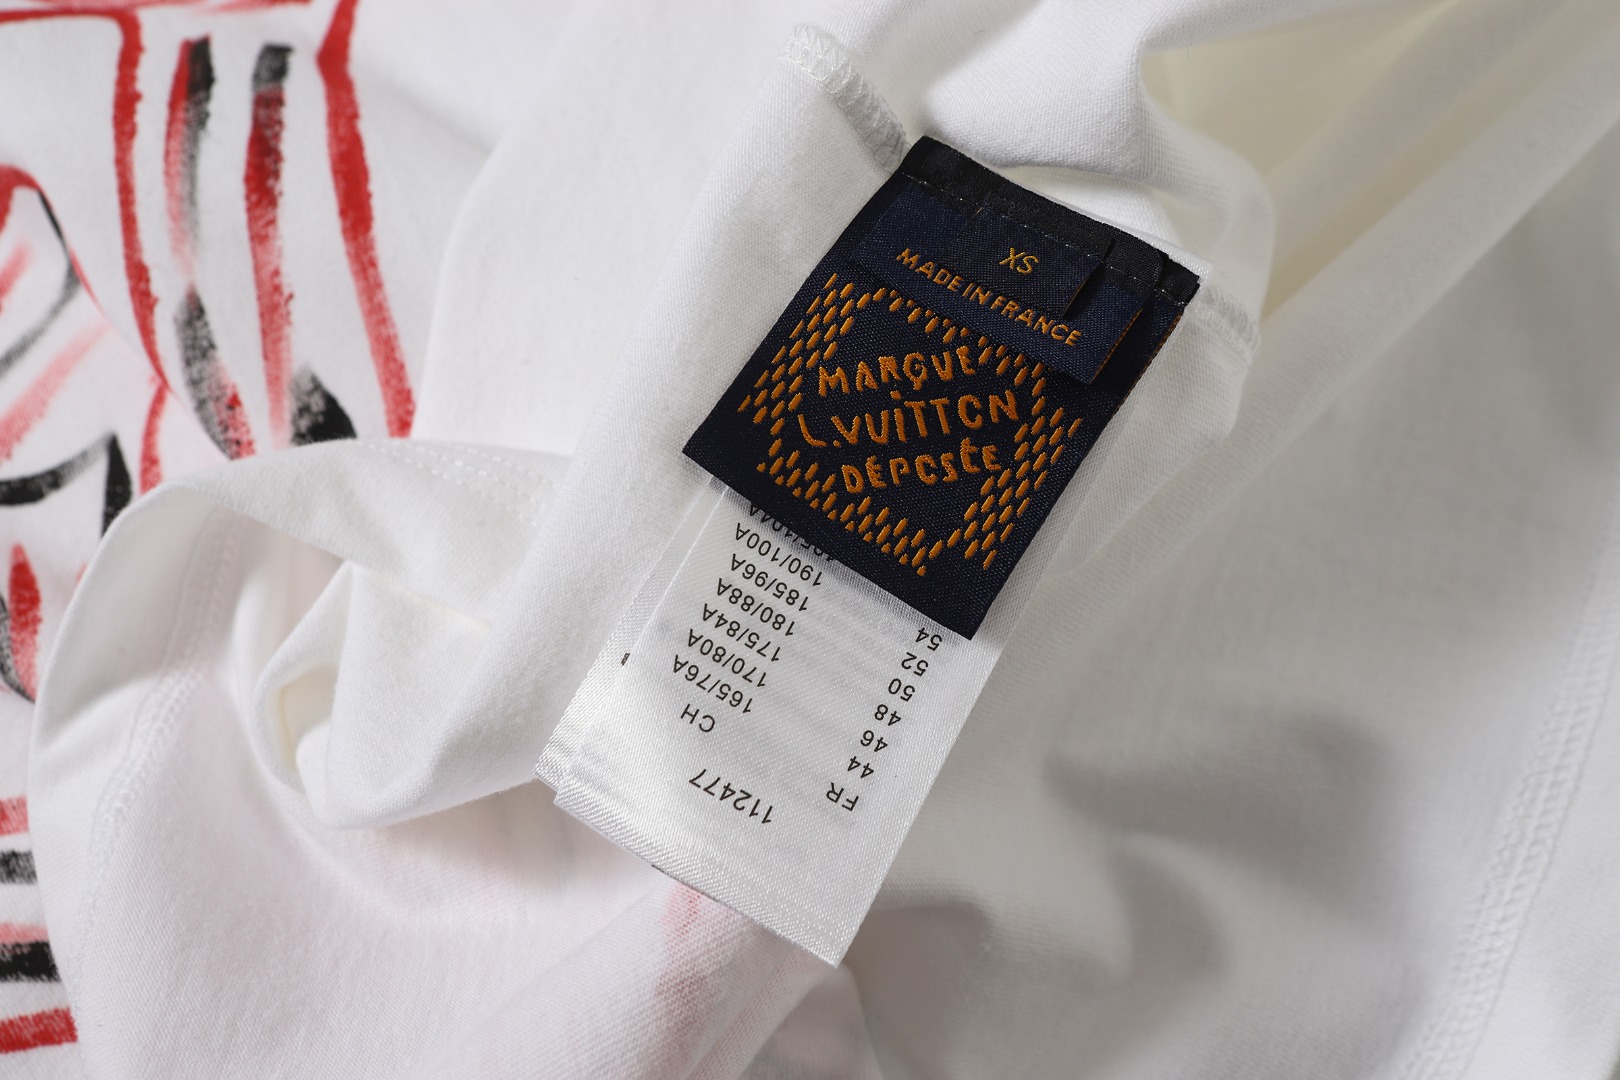 XS
MADE IN FRANCE
MARQUE
L.VUITTON
DÉPOSÉE
112477
FR CH
44 165/76A
46 170/80A
48 175/84A
50 180/88A
52 185/96A
54 190/100A